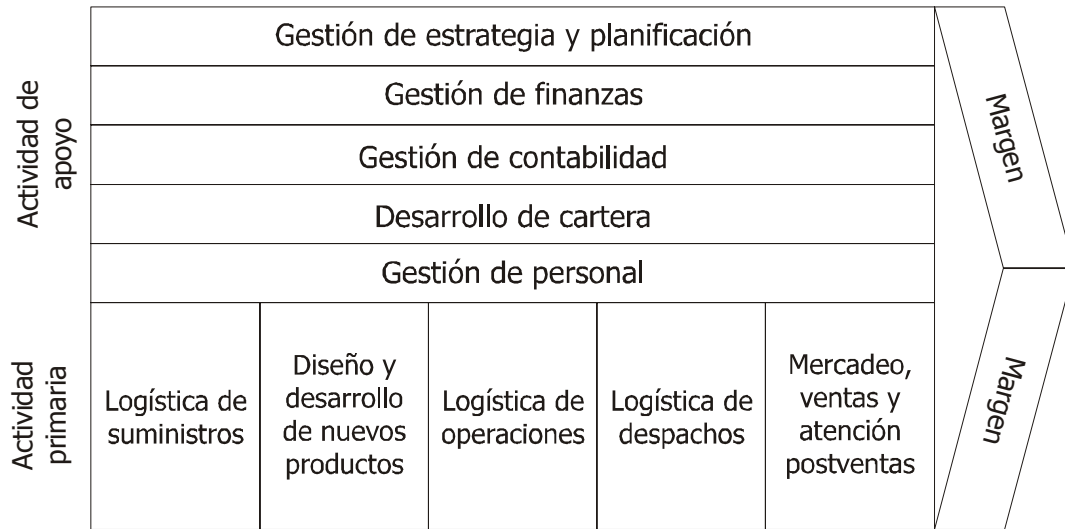 Gestión de estrategia y planificación
Gestión de finanzas
Gestión de contabilidad
Desarrollo de cartera
Gestión de personal
Actividad de
apoyo
Margen
Actividad
primaria
Logística de
suministros
Diseño y
desarrollo
de nuevos
productos
Logística de
operaciones
Logística de
despachos
Mercadeo,
ventas y
atención
postventas
Margen